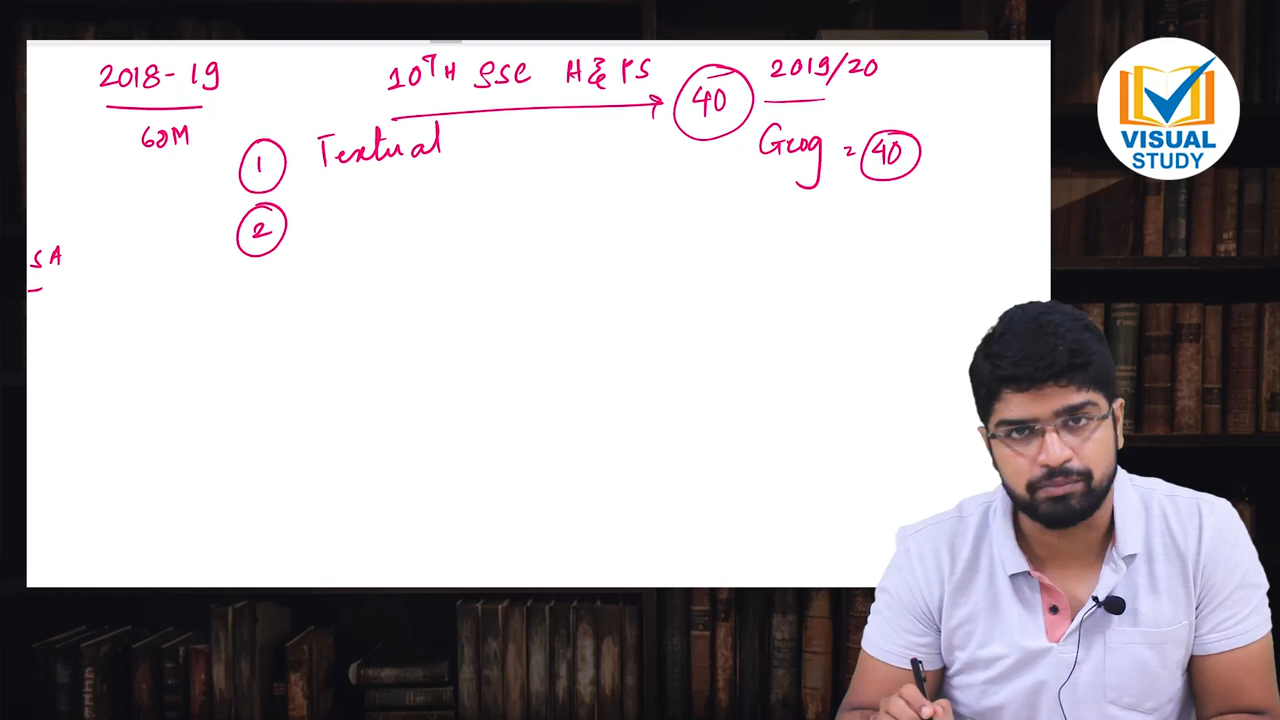 2018-19
60M
10TH SSC H & PS 40
2019/20
Geog = 40
1 Textual
2
SA
VISUAL
STUDY